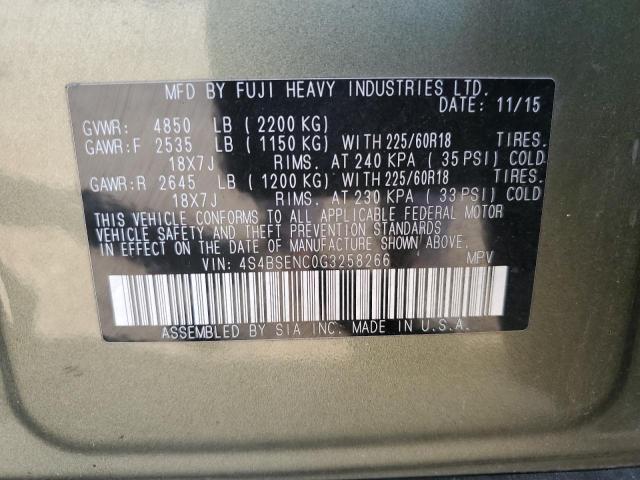 MFD BY FUJI HEAVY INDUSTRIES LTD.
DATE: 11/15
GVWR: 4850 LB ( 2200 KG)
GAWR:F 2535 LB ( 1150 KG) WITH 225/60R18 TIRES.
18X7J RIMS. AT 240 KPA ( 35 PSI) COLD
GAWR:R 2645 LB ( 1200 KG) WITH 225/60R18 TIRES.
18X7J RIMS. AT 230 KPA ( 33 PSI) COLD
THIS VEHICLE CONFORMS TO ALL APPLICABLE FEDERAL MOTOR
VEHICLE SAFETY AND THEFT PREVENTION STANDARDS
IN EFFECT ON THE DATE OF MANUFACTURE SHOWN ABOVE.
VIN: 4S4BSENC0G3258266 MPV
ASSEMBLED BY SIA INC. MADE IN U.S.A.